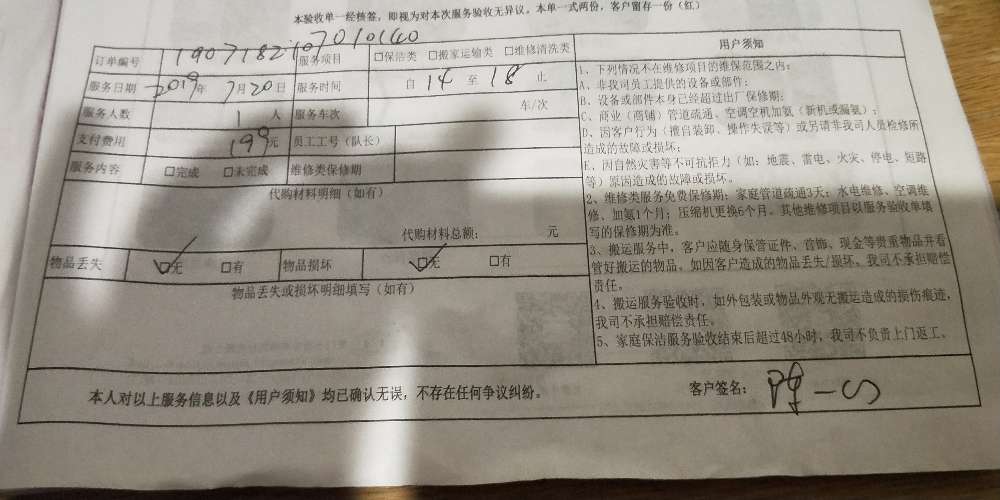 本验收单一经核签，即视为对本次服务验收无异议。本单一式两份，客户留存一份（红）
订单编号 190718217010140 服务项目 □保洁类 □搬家运输类 □维修清洗类
服务日期 2019年 7月20日 服务时间 自 14 至 18 止
服务人数 1 人 服务车次 车/次
支付费用 199元 员工工号（队长）
服务内容 □完成 □未完成 维修类保修期
代购材料明细（如有）
代购材料总额： 元
物品丢失 ☑无 □有 物品损坏 ☑无 □有
物品丢失或损坏明细填写（如有）
用户须知
1、下列情况不在维修项目的维保范围之内：
A、非我司员工提供的设备或部件；
B、设备或部件本身已经超过出厂保修期；
C、商业（商铺）管道疏通、空调空机加氨（新机或漏氨）；
D、因客户行为（擅自装卸、操作失误等）或另请非我司人员检修所
造成的故障或损坏；
E、因自然灾害等不可抗拒力（如：地震、雷电、火灾、停电、短路
等）原因造成的故障或损坏。
2、维修类服务免费保修期：家庭管道疏通3天；水电维修、空调维
修、加氨1个月；压缩机更换6个月。其他维修项目以服务验收单填
写的保修期为准。
3、搬运服务中，客户应随身保管证件、首饰、现金等贵重物品并看
管好搬运的物品，如因客户造成的物品丢失/损坏，我司不承担赔偿
责任。
4、搬运服务验收时，如外包装或物品外观无搬运造成的损伤痕迹，
我司不承担赔偿责任。
5、家庭保洁服务验收结束后超过48小时，我司不负责上门返工。
本人对以上服务信息以及《用户须知》均已确认无误，不存在任何争议纠纷。 客户签名：